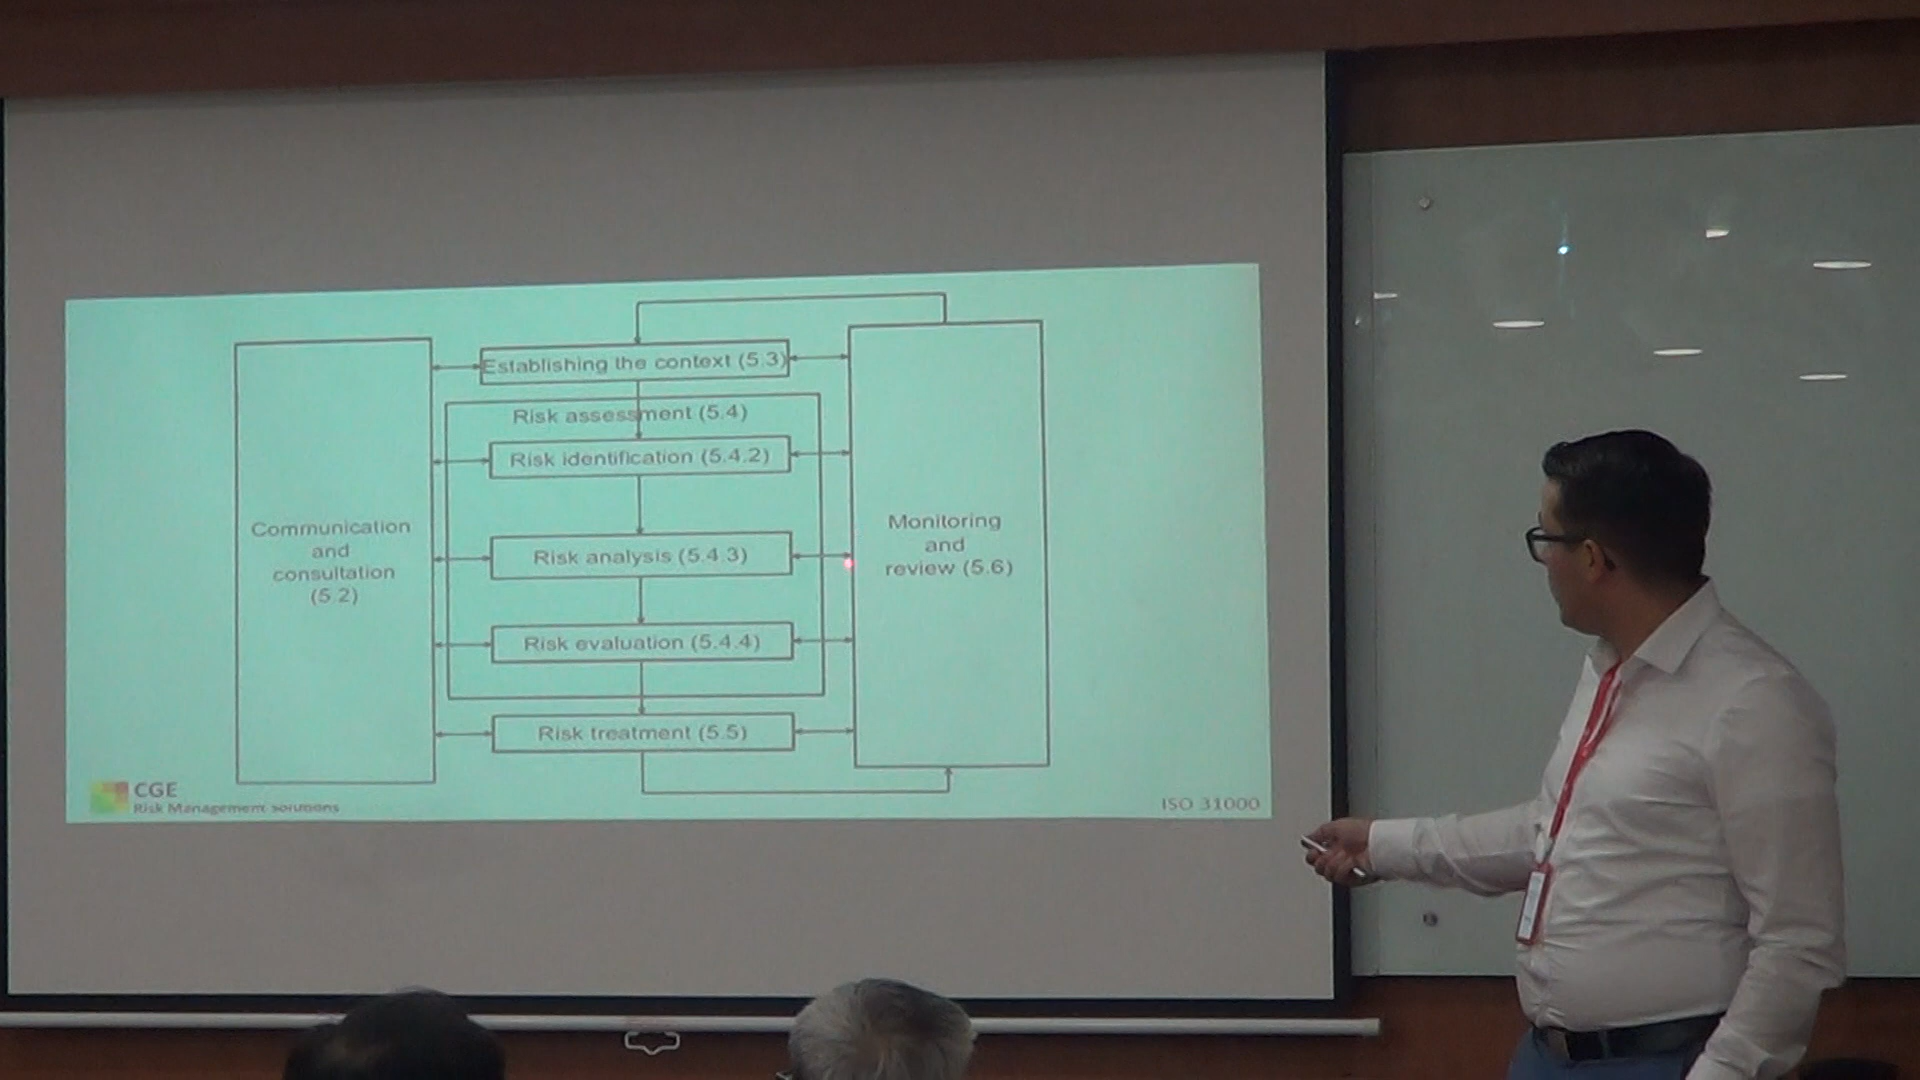 Establishing the context (5.3)
Risk assessment (5.4)
Risk identification (5.4.2)
Communication
and
consultation
(5.2)
Risk analysis (5.4.3)
Monitoring
and
review (5.6)
Risk evaluation (5.4.4)
Risk treatment (5.5)
CGE
Risk Management Solutions
ISO 31000